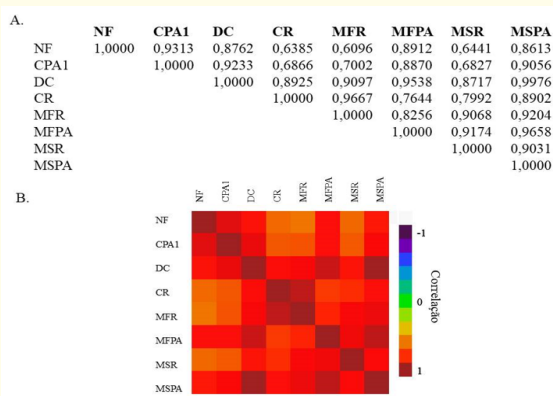 A.
NF CPA1 DC CR MFR MFPA MSR MSPA
NF 1,0000 0,9313 0,8762 0,6385 0,6096 0,8912 0,6441 0,8613
CPA1 1,0000 0,9233 0,6866 0,7002 0,8870 0,6827 0,9056
DC 1,0000 0,8925 0,9097 0,9538 0,8717 0,9976
CR 1,0000 0,9667 0,7644 0,7992 0,8902
MFR 1,0000 0,8256 0,9068 0,9204
MFPA 1,0000 0,9174 0,9658
MSR 1,0000 0,9031
MSPA 1,0000
B.
NF CPA1 DC CR MFR MFPA MSR MSPA
NF
CPA1
DC
CR
MFR
MFPA
MSR
MSPA
-1
0
1
Correlação